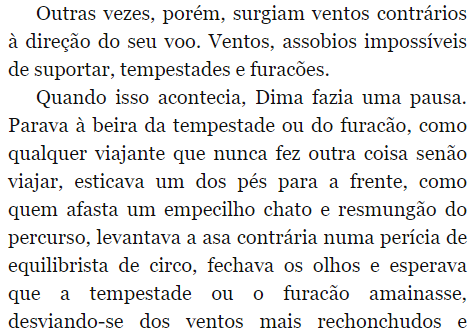 Outras vezes, porém, surgiam ventos contrários
à direção do seu voo. Ventos, assobios impossíveis
de suportar, tempestades e furacões.
Quando isso acontecia, Dima fazia uma pausa.
Parava à beira da tempestade ou do furacão, como
qualquer viajante que nunca fez outra coisa senão
viajar, esticava um dos pés para a frente, como
quem afasta um empecilho chato e resmungão do
percurso, levantava a asa contrária numa perícia de
equilibrista de circo, fechava os olhos e esperava
que a tempestade ou o furacão amainasse,
desviando-se dos ventos mais rechonchudos e